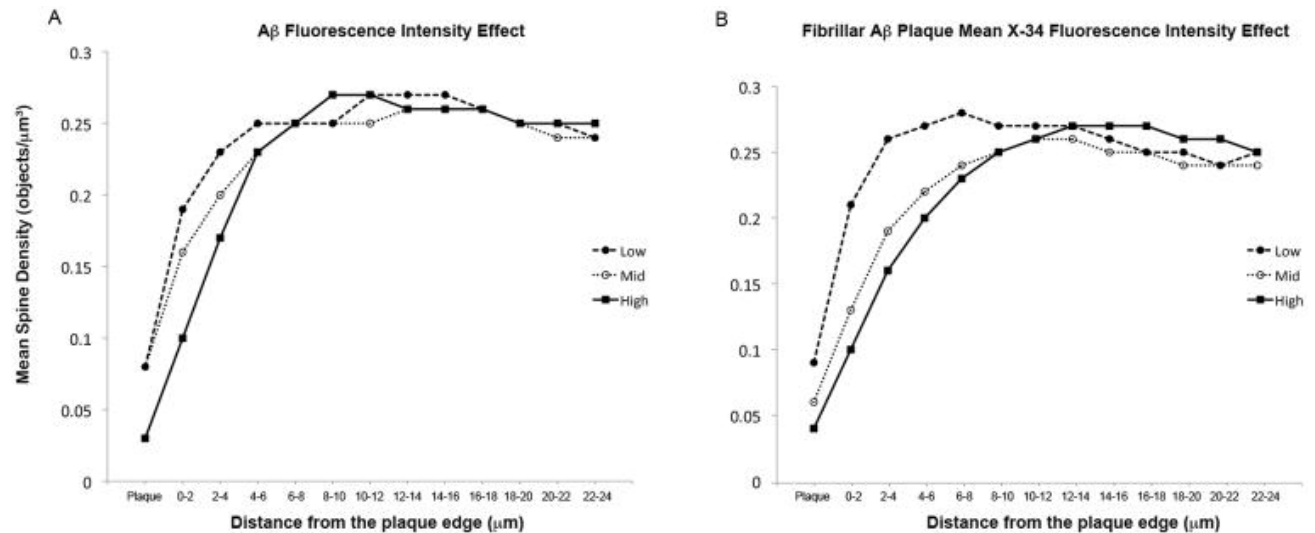 A
Aβ Fluorescence Intensity Effect
Mean Spine Density (objects/μm³)
0.3
0.25
0.2
0.15
0.1
0.05
0
Low
Mid
High
Plaque 0-2 2-4 4-6 6-8 8-10 10-12 12-14 14-16 16-18 18-20 20-22 22-24
Distance from the plaque edge (μm)
B
Fibrillar Aβ Plaque Mean X-34 Fluorescence Intensity Effect
0.3
0.25
0.2
0.15
0.1
0.05
0
Low
Mid
High
Plaque 0-2 2-4 4-6 6-8 8-10 10-12 12-14 14-16 16-18 18-20 20-22 22-24
Distance from the plaque edge (μm)